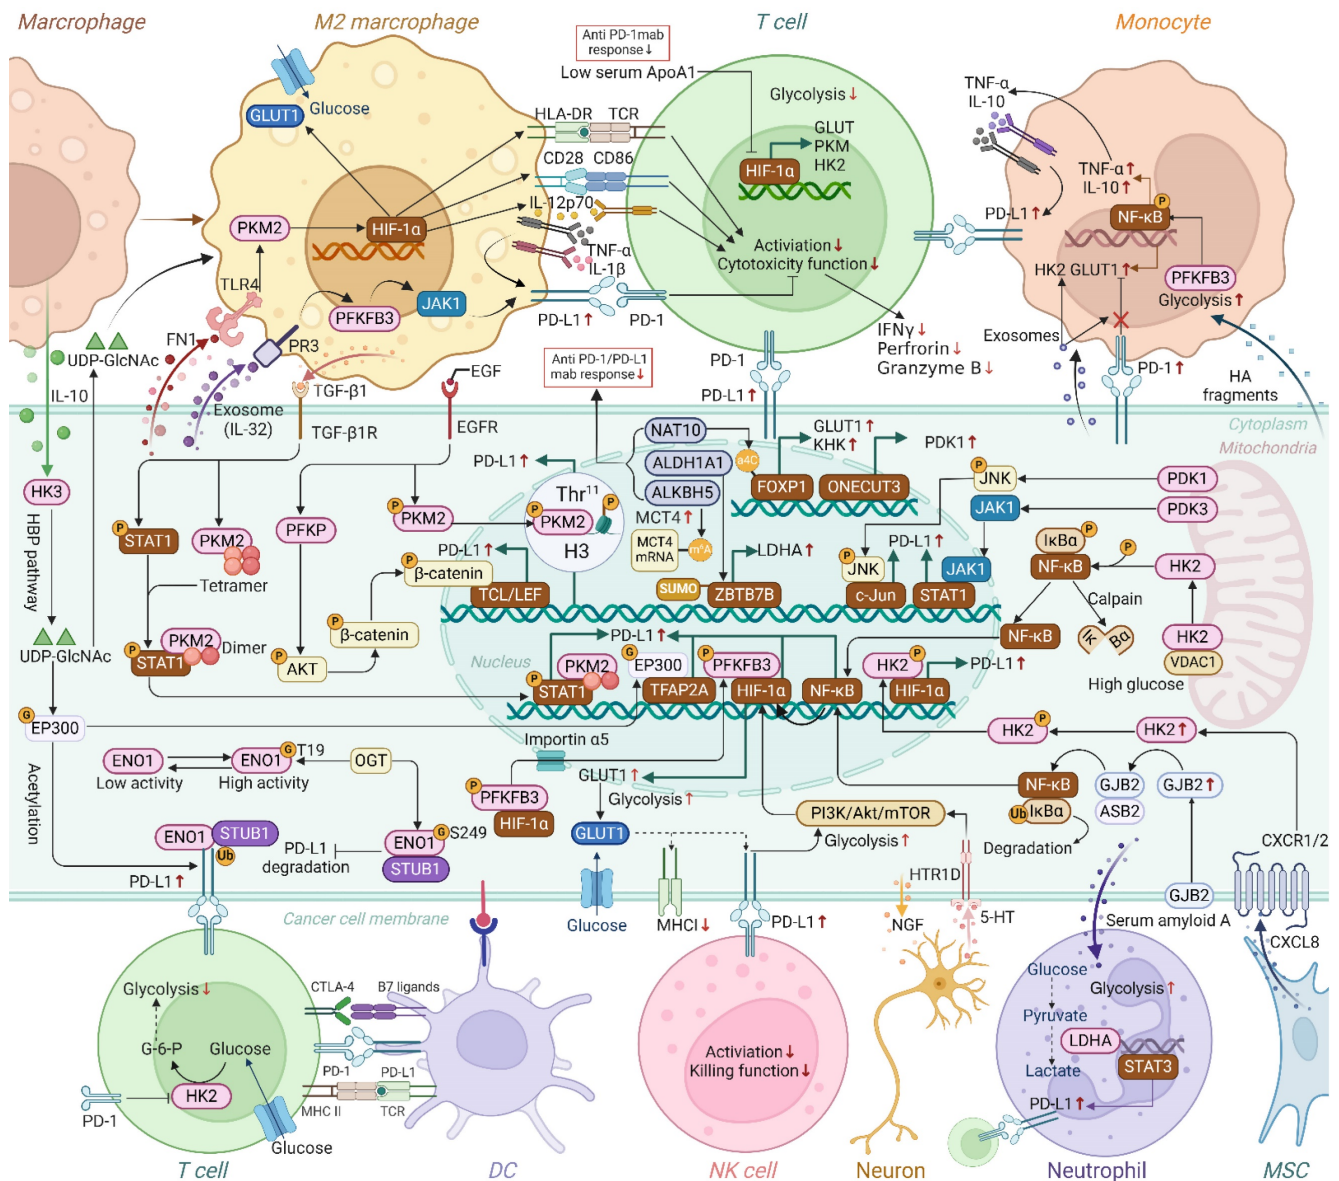 Marcrophage
M2 marcrophage
T cell
Monocyte
Anti PD-1mab
response↓
Low serum ApoA1
Glucose
GLUT1
HLA-DR
TCR
CD28
CD86
IL-12p70
TNF-α
IL-1β
PKM2
HIF-1α
TLR4
PFKFB3
JAK1
FN1
PR3
UDP-GlcNAc
IL-10
Exosome
(IL-32)
TGF-β1
TGF-β1R
EGF
EGFR
PD-L1↑
PD-1
Glycolysis↓
GLUT
PKM
HK2
HIF-1α
Activiation↓
Cytotoxicity function↓
IFNγ↓
Perfrorin↓
Granzyme B↓
PD-1
PD-L1↑
TNF-α
IL-10
TNF-α↑
IL-10↑
P
NF-κB
PD-L1↑
HK2 GLUT1↑
PFKFB3
Glycolysis↑
Exosomes
PD-1↑
HA
fragments
Anti PD-1/PD-L1
mab response↓
Cytoplasm
Mitochondria
HK3
HBP pathway
UDP-GlcNAc
P
STAT1
PKM2
Tetramer
PKM2
Dimer
P
STAT1
PFKP
P
AKT
P
β-catenin
P
PKM2
PD-L1↑
Thr11
P
PKM2
P
H3
PD-L1↑
P
β-catenin
TCL/LEF
NAT10
ALDH1A1
ALKBH5
a4C
MCT4↑
MCT4
mRNA
m6A
GLUT1↑
KHK↑
FOXP1
ONECUT3
PDK1↑
LDHA↑
SUMO
ZBTB7B
P
JNK
JAK1
PD-L1↑
P
JNK
c-Jun
JAK1
STAT1
PDK1
PDK3
P
IκBα
NF-κB
P
HK2
Calpain
NF-κB
Iκ
Bα
HK2
VDAC1
High glucose
Nucleus
PD-L1↑
P
STAT1
PKM2
G
EP300
TFAP2A
P
PFKFB3
HIF-1α
NF-κB
HK2
P
HIF-1α
PD-L1↑
G
EP300
Acetylation
ENO1
Low activity
ENO1
G
T19
High activity
OGT
Importin α5
P
PFKFB3
HIF-1α
GLUT1↑
Glycolysis↑
GLUT1
Glucose
PI3K/Akt/mTOR
Glycolysis↑
HK2
P
HK2↑
NF-κB
Ub
IκBα
Degradation
GJB2
ASB2
GJB2↑
GJB2
CXCR1/2
CXCL8
ENO1
STUB1
Ub
PD-L1↑
PD-L1
degradation
ENO1
G
S249
STUB1
Cancer cell membrane
MHCI↓
PD-L1↑
HTR1D
NGF
5-HT
Serum amyloid A
Glycolysis↓
G-6-P
Glucose
HK2
PD-1
Glucose
CTLA-4
B7 ligands
PD-1
PD-L1
MHC II
TCR
Activiation↓
Killing function↓
Glucose
Glycolysis↑
Pyruvate
LDHA
Lactate
STAT3
PD-L1↑
T cell
DC
NK cell
Neuron
Neutrophil
MSC